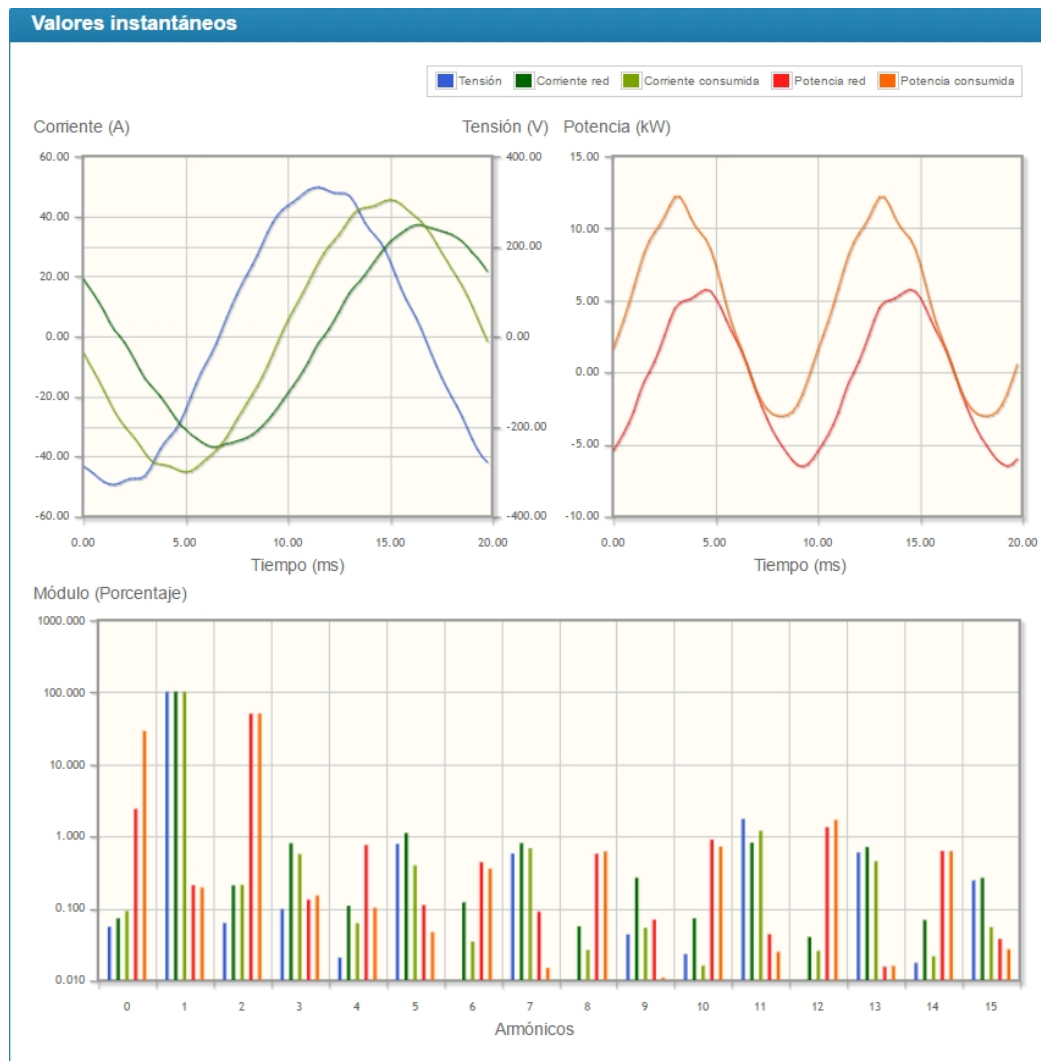 Valores instantáneos
Tensión Corriente red Corriente consumida Potencia red Potencia consumida
Corriente (A) Tensión (V) Potencia (kW)
60.00 400.00 15.00
40.00 10.00
200.00
20.00 5.00
0.00 0.00 0.00
-20.00
-200.00 -5.00
-40.00
-60.00 -400.00 -10.00
0.00 5.00 10.00 15.00 20.00 0.00 5.00 10.00 15.00 20.00
Tiempo (ms) Tiempo (ms)
Módulo (Porcentaje)
1000.000
100.000
10.000
1.000
0.100
0.010
0 1 2 3 4 5 6 7 8 9 10 11 12 13 14 15
Armónicos